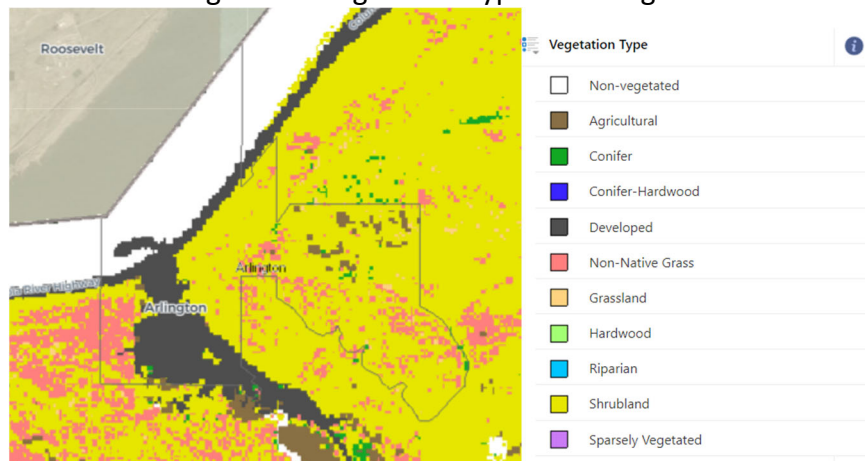 Roosevelt
Arlington
Arlington
Vegetation Type
Non-vegetated
Agricultural
Conifer
Conifer-Hardwood
Developed
Non-Native Grass
Grassland
Hardwood
Riparian
Shrubland
Sparsely Vegetated